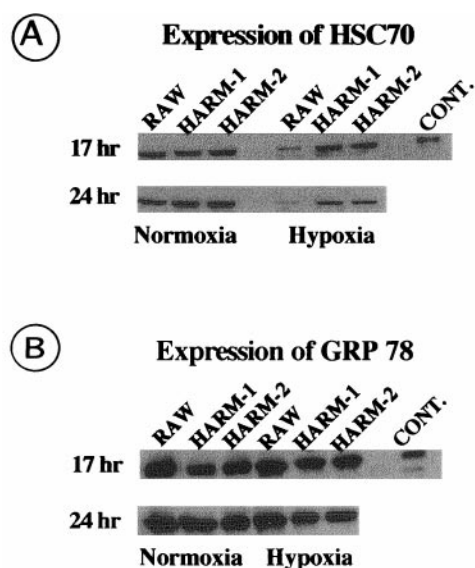 A
Expression of HSC70
RAW HARM-1 HARM-2 RAW HARM-1 HARM-2 CONT.
17 hr
24 hr
Normoxia Hypoxia
B
Expression of GRP 78
RAW HARM-1 HARM-2 RAW HARM-1 HARM-2 CONT.
17 hr
24 hr
Normoxia Hypoxia